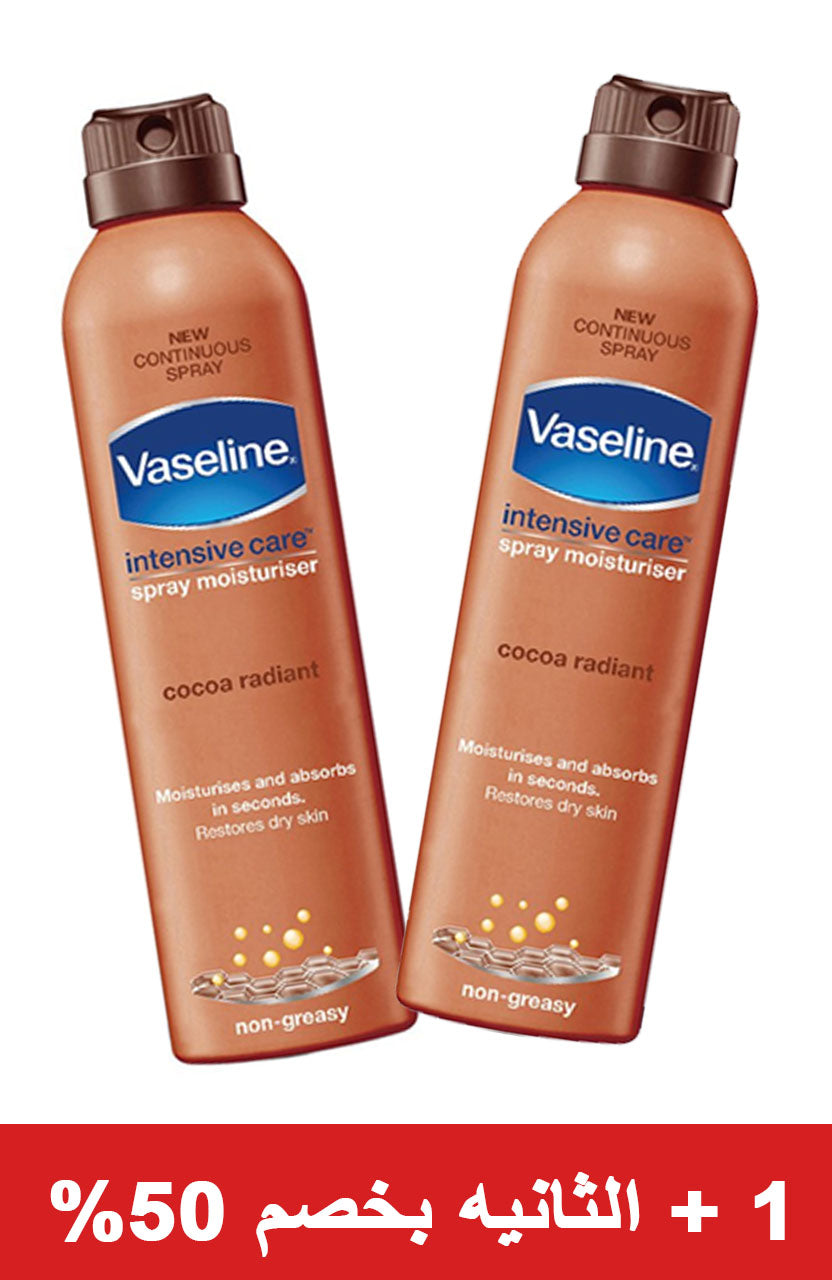 NEW
CONTINUOUS
SPRAY
Vaseline
intensive care™
spray moisturiser
cocoa radiant
Moisturises and absorbs
in seconds.
Restores dry skin
non-greasy
NEW
CONTINUOUS
SPRAY
Vaseline
intensive care™
spray moisturiser
cocoa radiant
Moisturises and absorbs
in seconds.
Restores dry skin
non-greasy
1 + الثانيه بخصم 50%